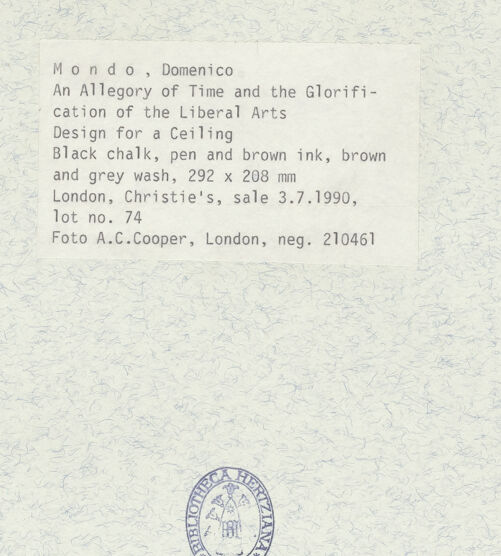 M o n d o , Domenico
An Allegory of Time and the Glorifi-
cation of the Liberal Arts
Design for a Ceiling
Black chalk, pen and brown ink, brown
and grey wash, 292 x 208 mm
London, Christie's, sale 3.7.1990,
lot no. 74
Foto A.C.Cooper, London, neg. 210461
BIBLIOTHECA HERTZIANA